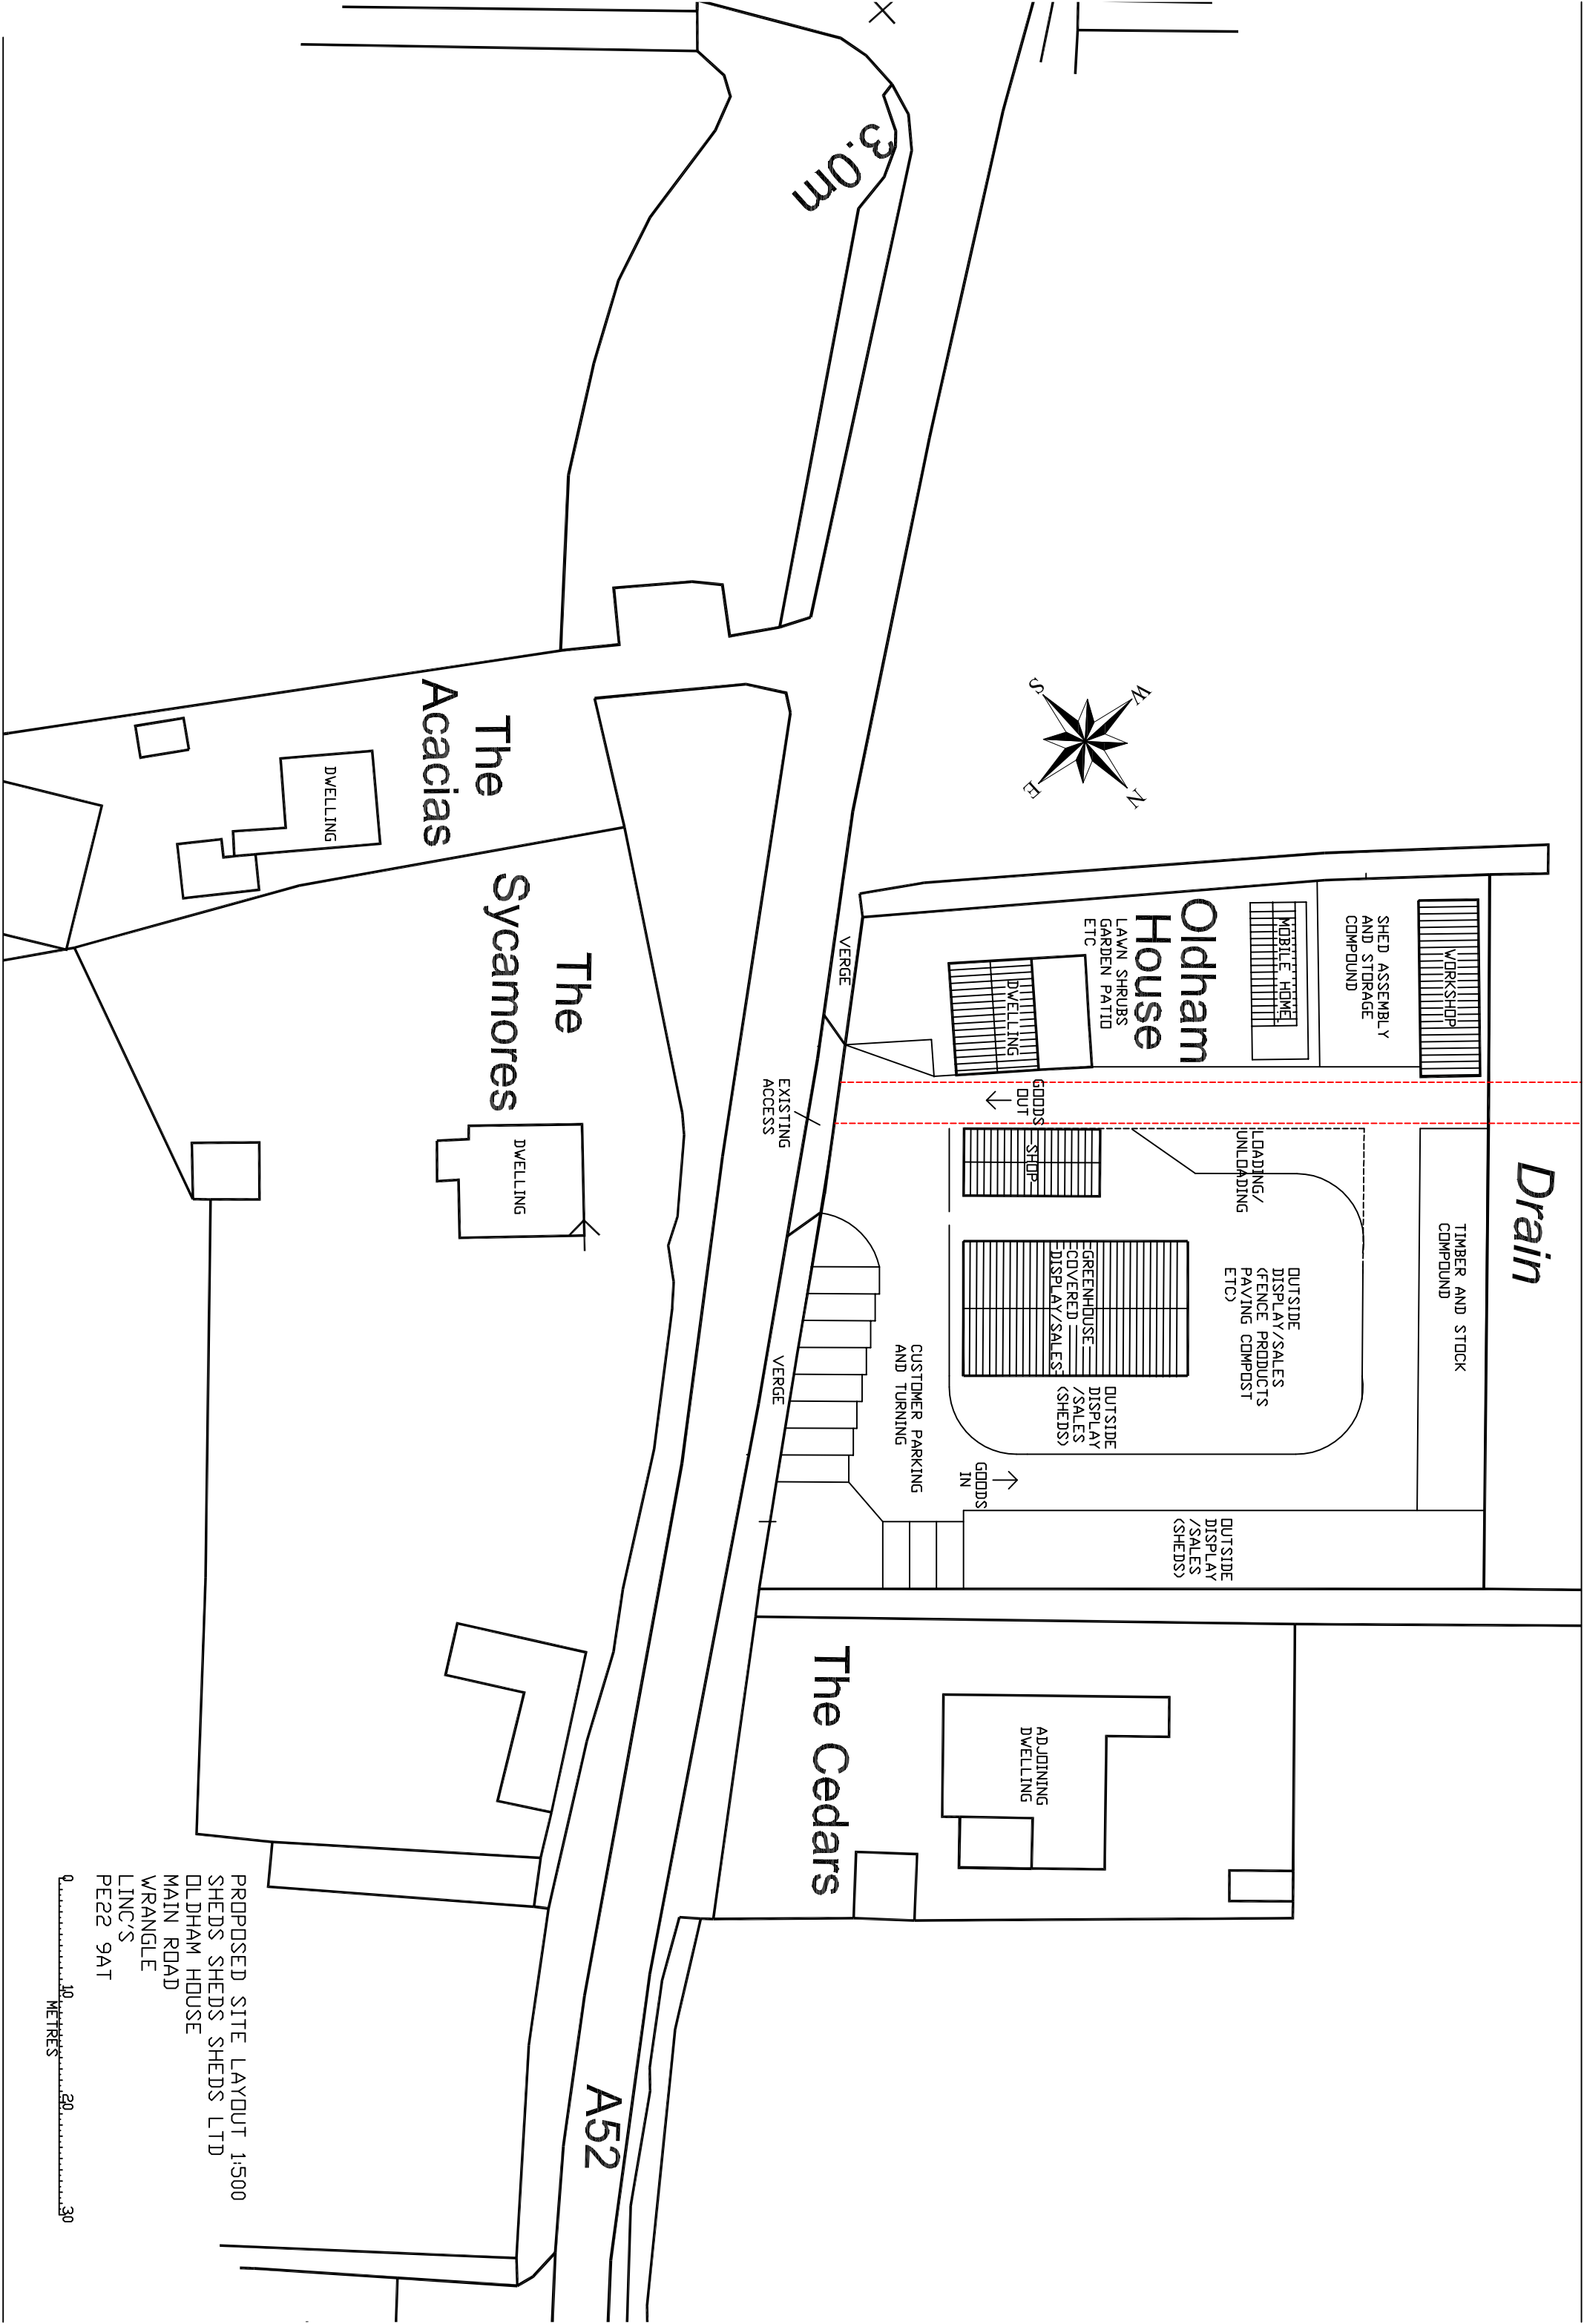 Drain
WORKSHOP
SHED ASSEMBLY
AND STORAGE
COMPOUND
MOBILE HOME
Oldham
House
LAWN SHRUBS
GARDEN PATIO
ETC
DWELLING
VERGE
TIMBER AND STOCK
COMPOUND
LOADING/
UNLOADING
OUTSIDE
DISPLAY/SALES
(FENCE PRODUCTS
PAVING COMPOST
ETC)
GOODS
OUT
SHOP
GREENHOUSE
COVERED
DISPLAY/SALES
OUTSIDE
DISPLAY
/SALES
(SHEDS)
OUTSIDE
DISPLAY
/SALES
(SHEDS)
GOODS
IN
CUSTOMER PARKING
AND TURNING
EXISTING
ACCESS
VERGE
S
W
E
N
3.0m
The
Acacias
DWELLING
The
Sycamores
DWELLING
The Cedars
ADJOINING
DWELLING
A52
PROPOSED SITE LAYOUT 1:500
SHEDS SHEDS SHEDS LTD
OLDHAM HOUSE
MAIN ROAD
WRANGLE
LINC'S
PE22 9AT
0 10 20 30
METRES